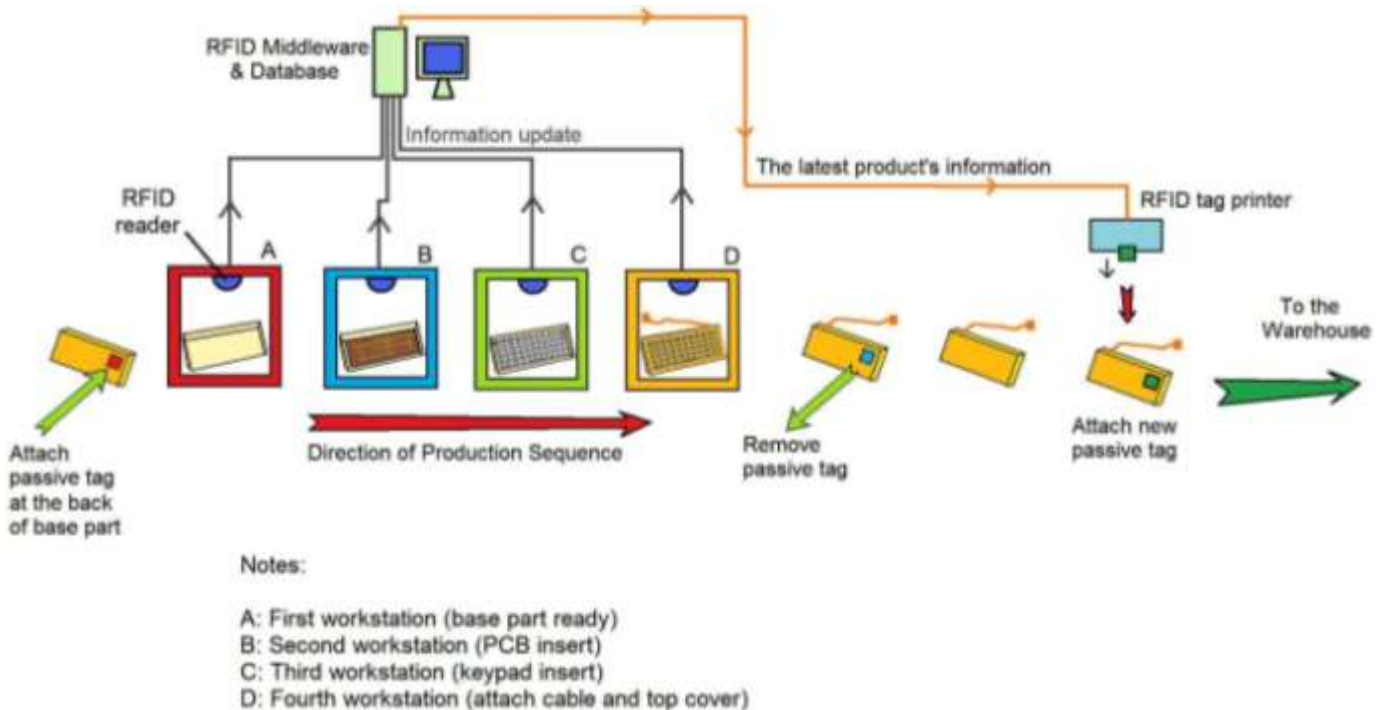 RFID Middleware
& Database
Information update
The latest product's information
RFID tag printer
RFID
reader
A
B
C
D
To the
Warehouse
Attach
passive tag
at the back
of base part
Direction of Production Sequence
Remove
passive tag
Attach new
passive tag
Notes:
A: First workstation (base part ready)
B: Second workstation (PCB insert)
C: Third workstation (keypad insert)
D: Fourth workstation (attach cable and top cover)